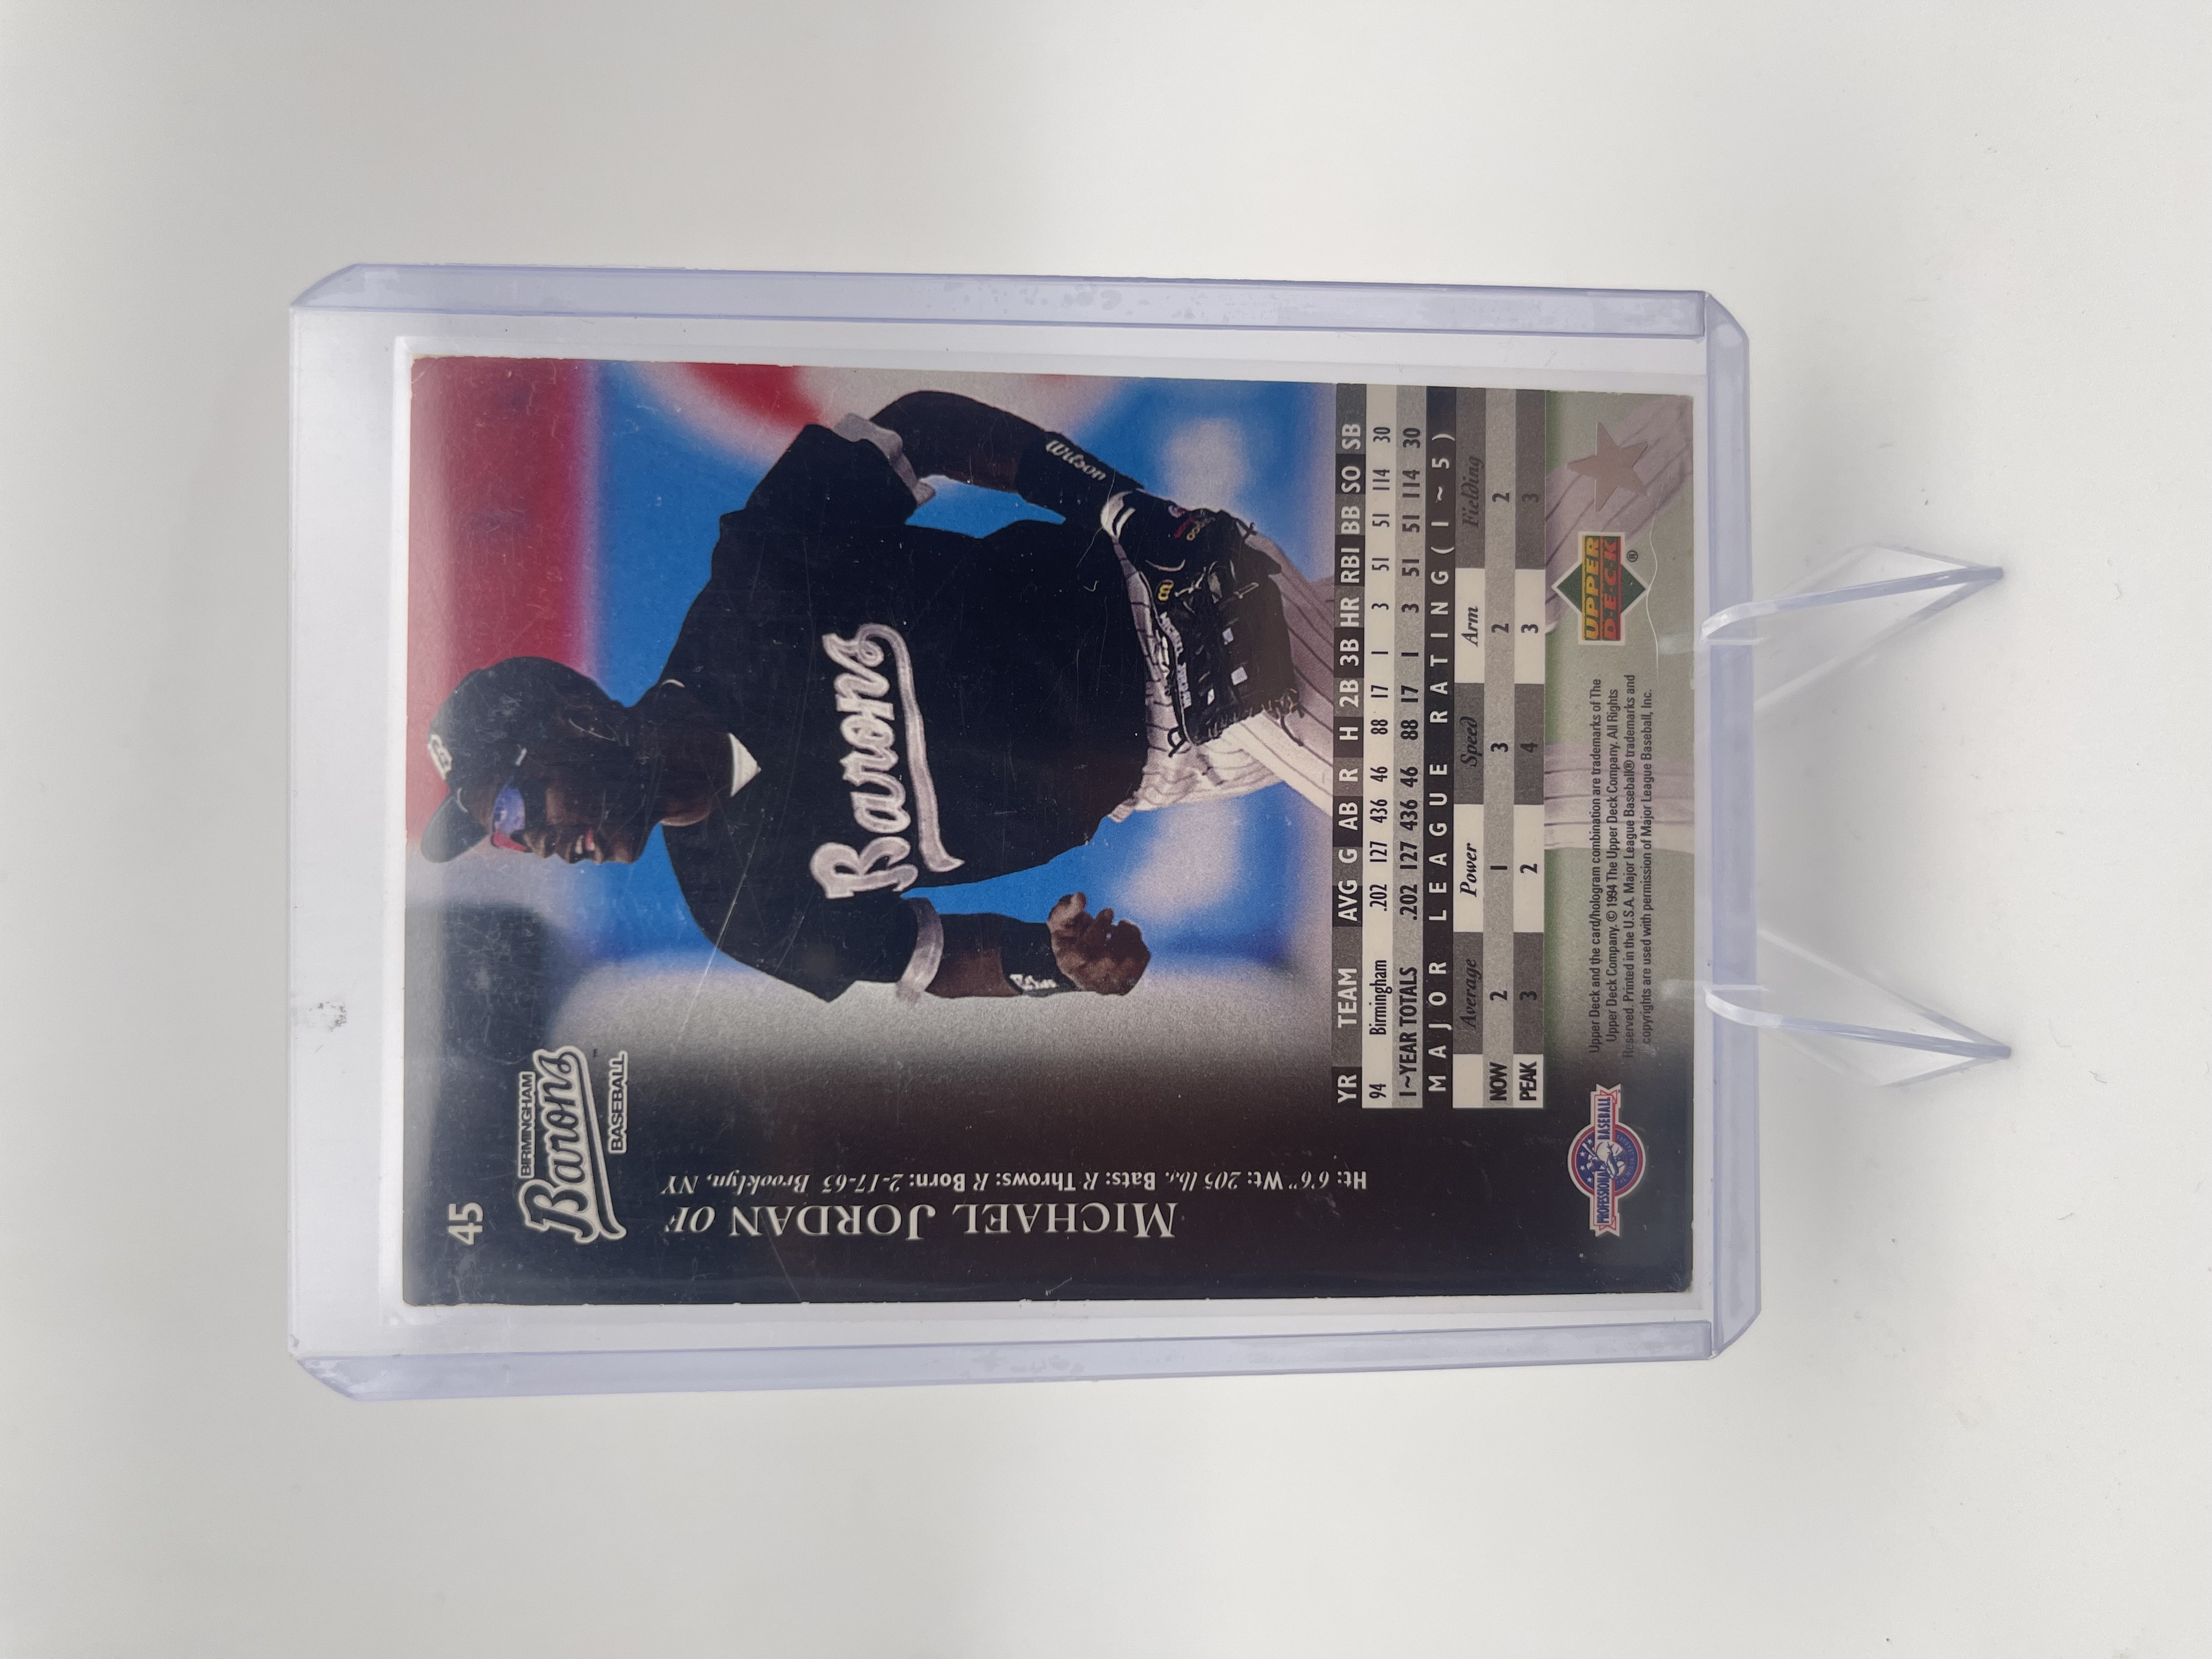 45
BIRMINGHAM
Barons
BASEBALL
MICHAEL JORDAN OF
Ht: 6'6" Wt: 205 lbs. Bats: R Throws: R Born: 2-17-63 Brooklyn, NY
B
Barons
Wilson
MICHAEL JORDAN
YR TEAM AVG G AB R H 2B 3B HR RBI BB SO SB
94 Birmingham .202 127 436 46 88 17 1 3 51 51 114 30
1~YEAR TOTALS .202 127 436 46 88 17 1 3 51 51 114 30
MAJOR LEAGUE RATING (1~5)
Average Power Speed Arm Fielding
NOW 2 1 3 2 2
PEAK 3 2 4 3 3
PROFESSIONAL BASEBALL
Upper Deck and the card/hologram combination are trademarks of The
Upper Deck Company. © 1994 The Upper Deck Company. All Rights
Reserved. Printed in the U.S.A. Major League Baseball® trademarks and
copyrights are used with permission of Major League Baseball, Inc.
UPPER
DECK
®